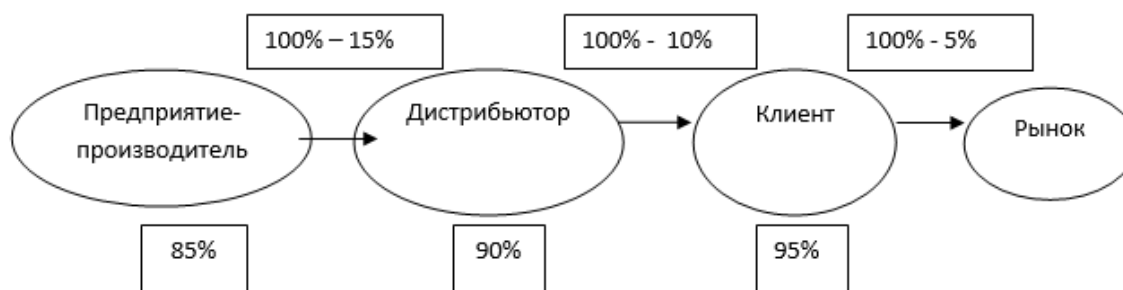 100% – 15%
100% - 10%
100% - 5%
Предприятие-
производитель
Дистрибьютор
Клиент
Рынок
85%
90%
95%